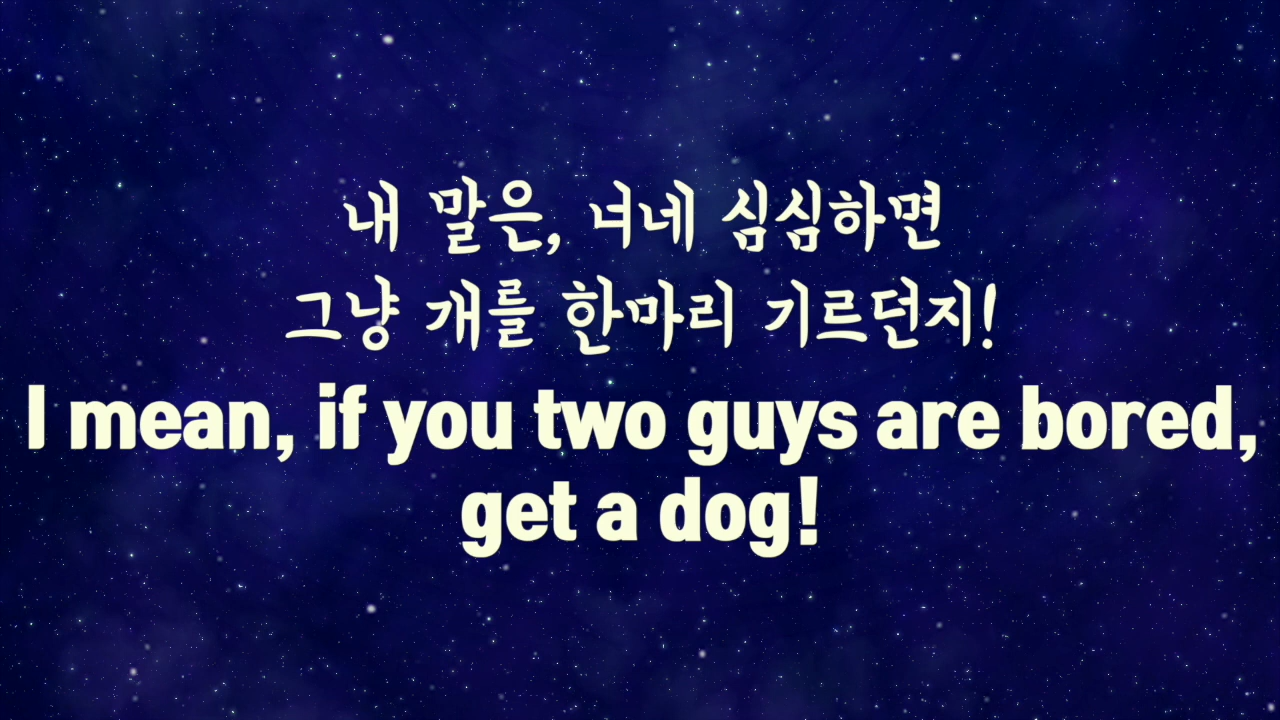 내 말은, 너네 심심하면
그냥 개를 한마리 기르던지!
I mean, if you two guys are bored,
get a dog!